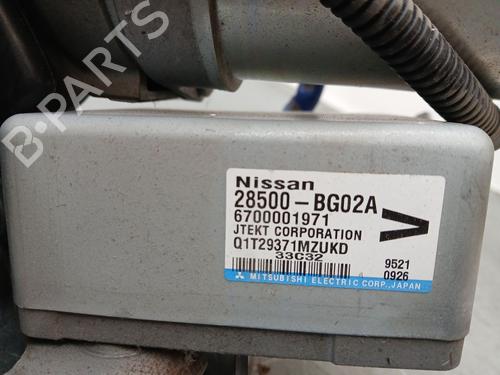 B-PARTS
Nissan
28500-BG02A
6700001971
JTEKT CORPORATION
Q1T29371MZUKD
33C32
V
9521
0926
MITSUBISHI ELECTRIC CORP., JAPAN